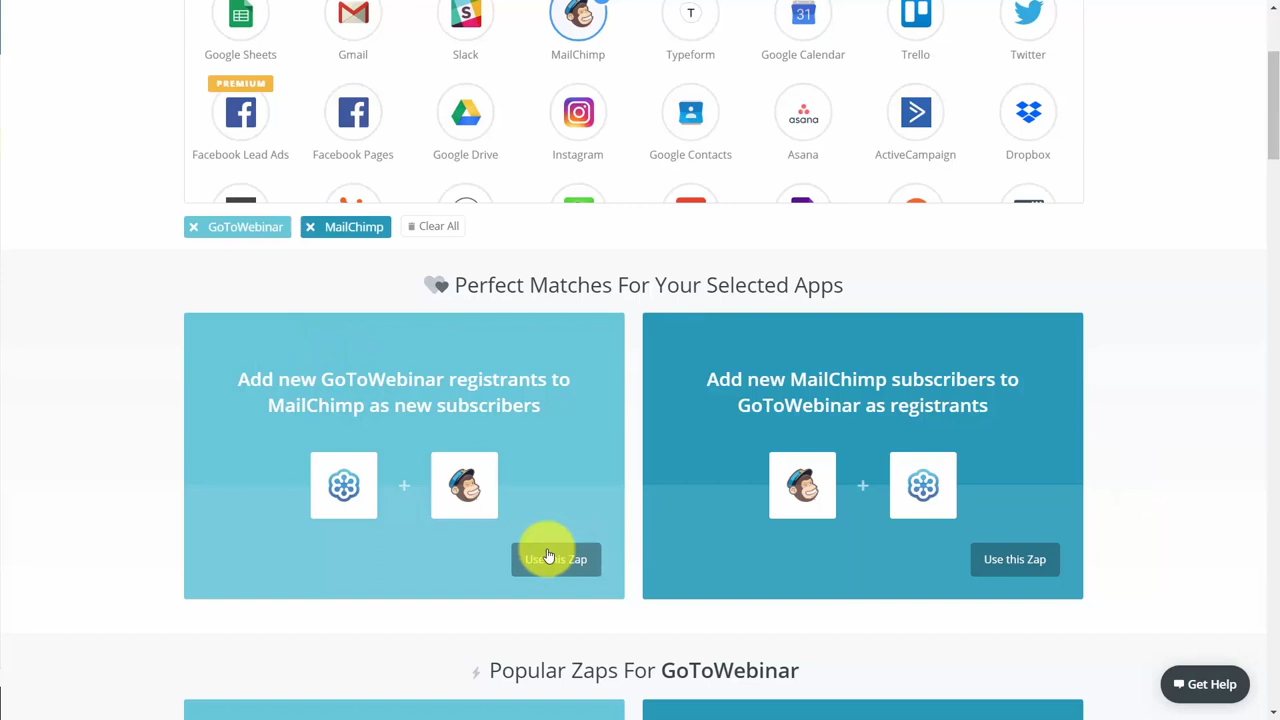 Google Sheets
Gmail
Slack
MailChimp
Typeform
Google Calendar
Trello
Twitter
T
31
PREMIUM
Facebook Lead Ads
Facebook Pages
Google Drive
Instagram
Google Contacts
asana
Asana
ActiveCampaign
Dropbox
GoToWebinar
MailChimp
Clear All
Perfect Matches For Your Selected Apps
Add new GoToWebinar registrants to
MailChimp as new subscribers
Use this Zap
Add new MailChimp subscribers to
GoToWebinar as registrants
Use this Zap
Popular Zaps For GoToWebinar
Get Help